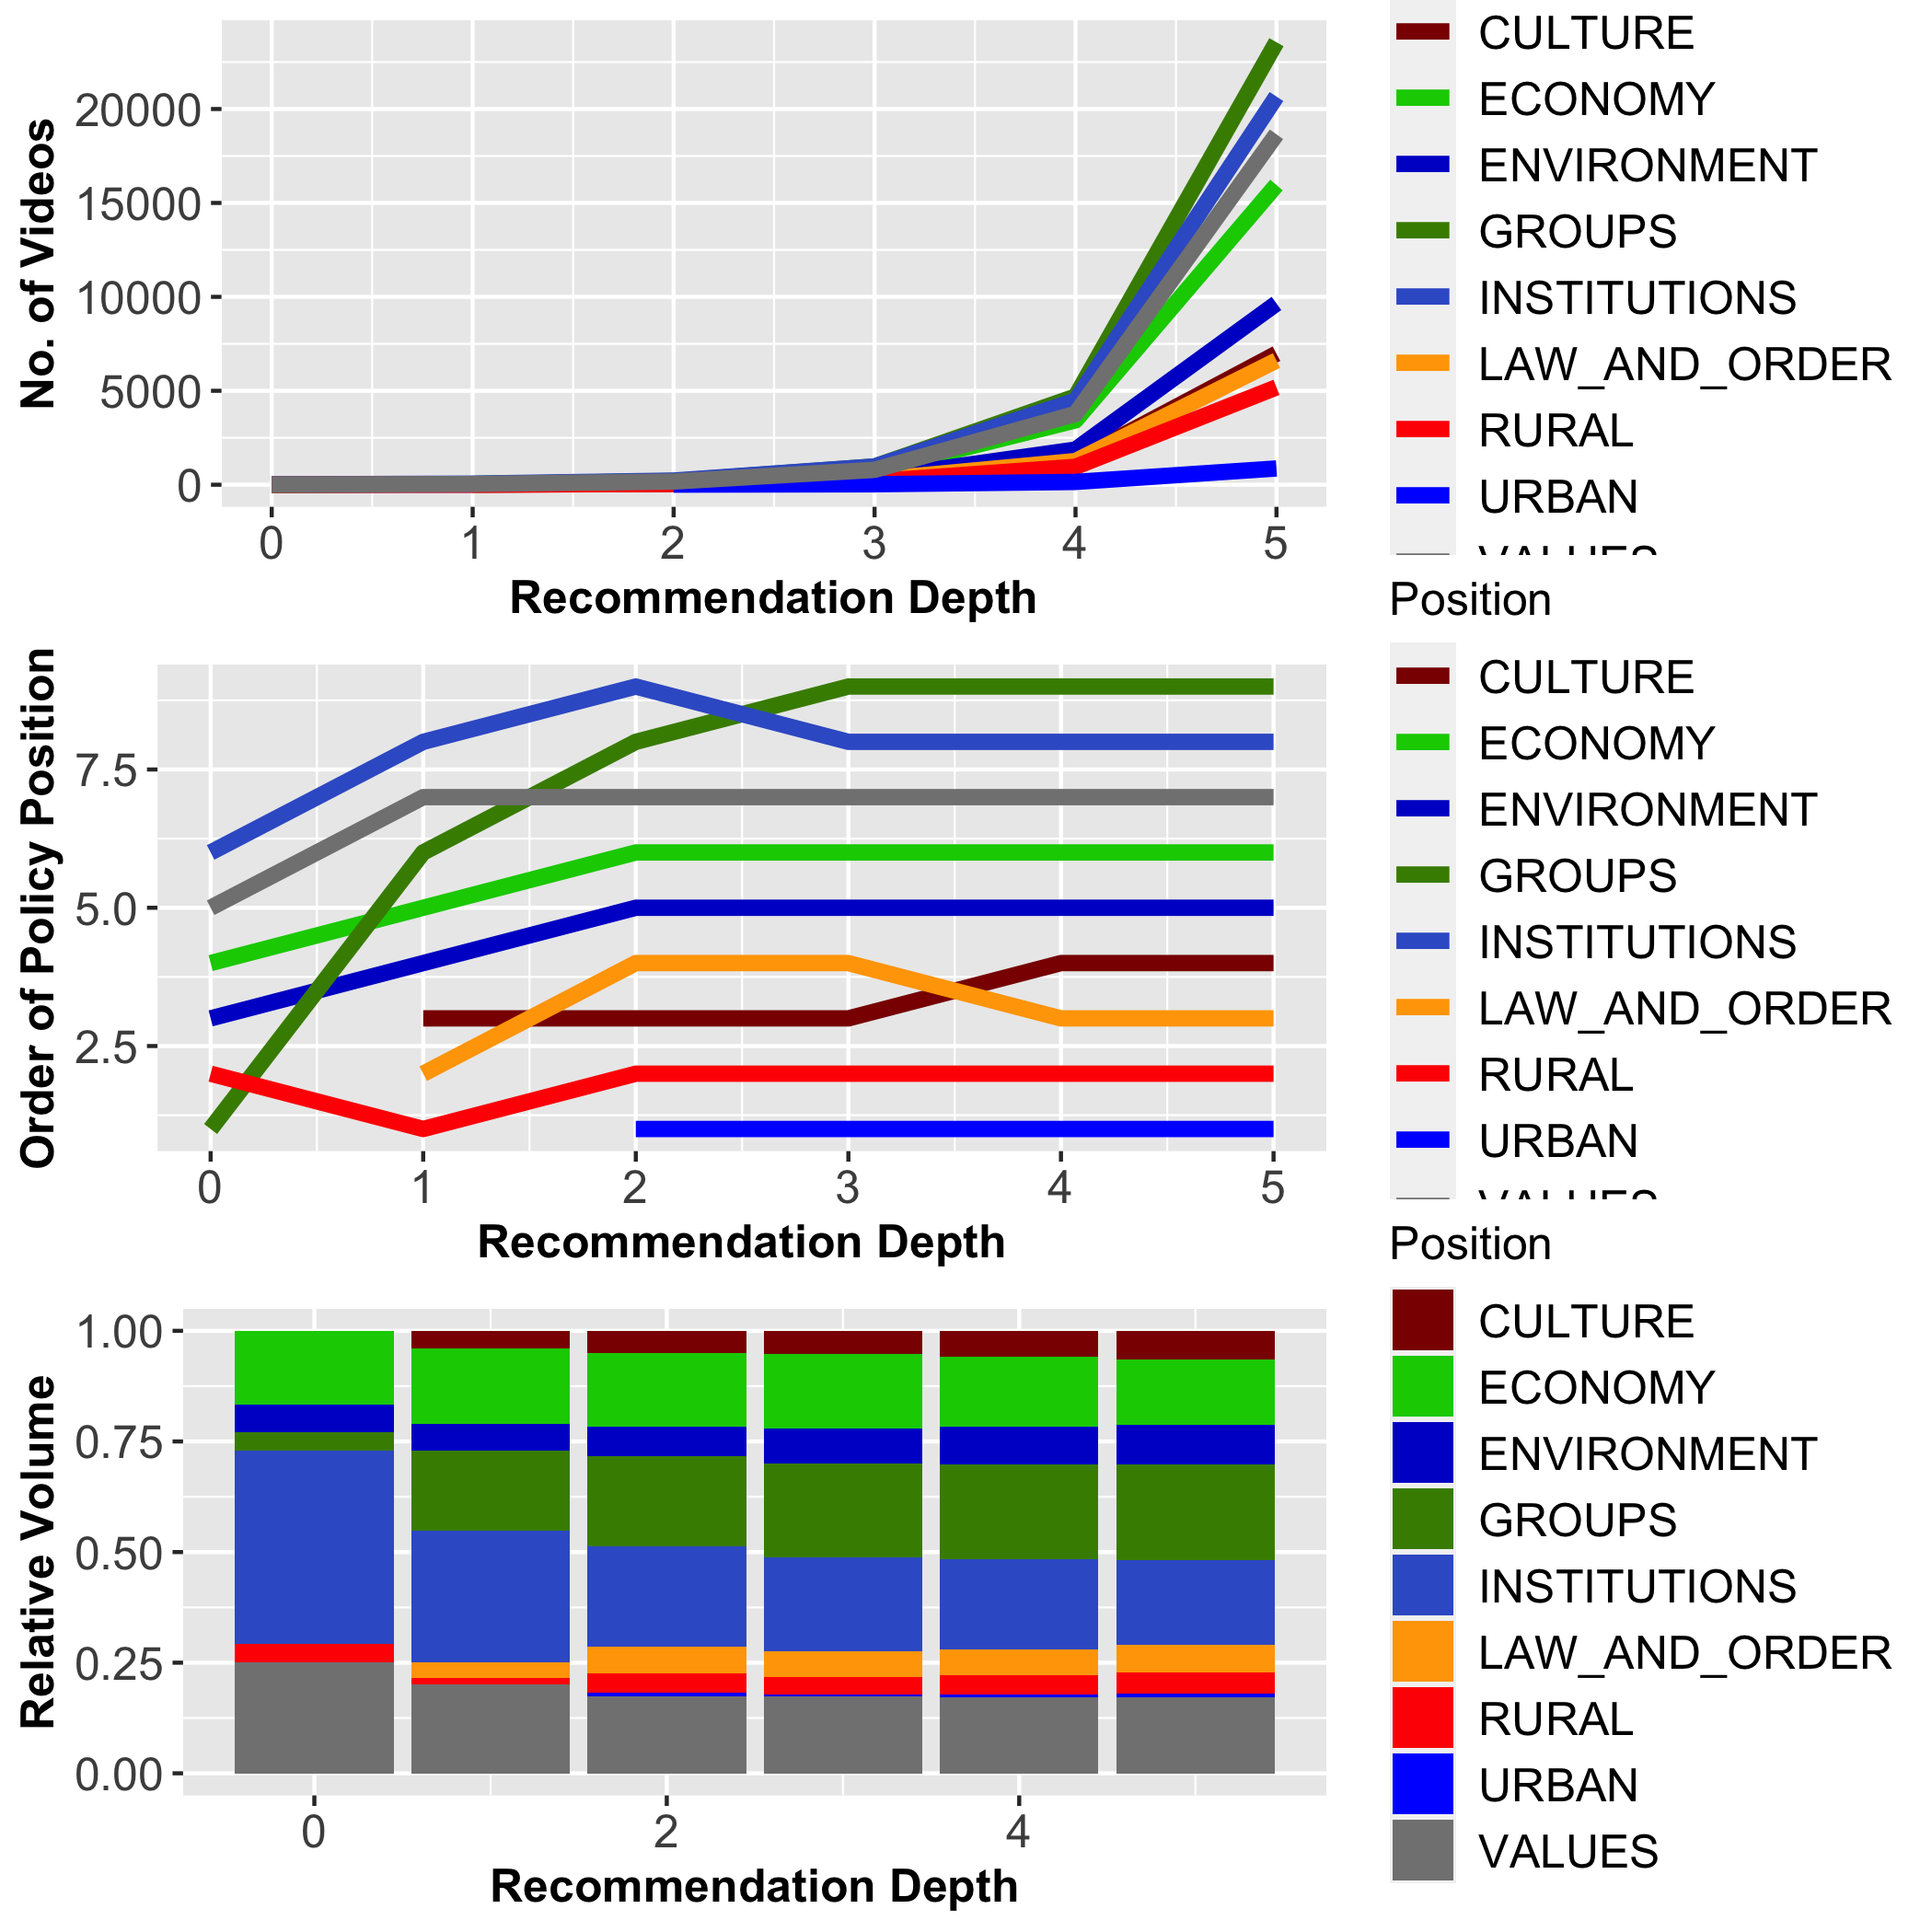 CULTURE
ECONOMY
ENVIRONMENT
GROUPS
INSTITUTIONS
LAW_AND_ORDER
RURAL
URBAN
VALUES
No. of Videos
20000
15000
10000
5000
0
0 1 2 3 4 5
Recommendation Depth
Position
CULTURE
ECONOMY
ENVIRONMENT
GROUPS
INSTITUTIONS
LAW_AND_ORDER
RURAL
URBAN
VALUES
Order of Policy Position
7.5
5.0
2.5
0 1 2 3 4 5
Recommendation Depth
Position
CULTURE
ECONOMY
ENVIRONMENT
GROUPS
INSTITUTIONS
LAW_AND_ORDER
RURAL
URBAN
VALUES
Relative Volume
1.00
0.75
0.50
0.25
0.00
0 2 4
Recommendation Depth